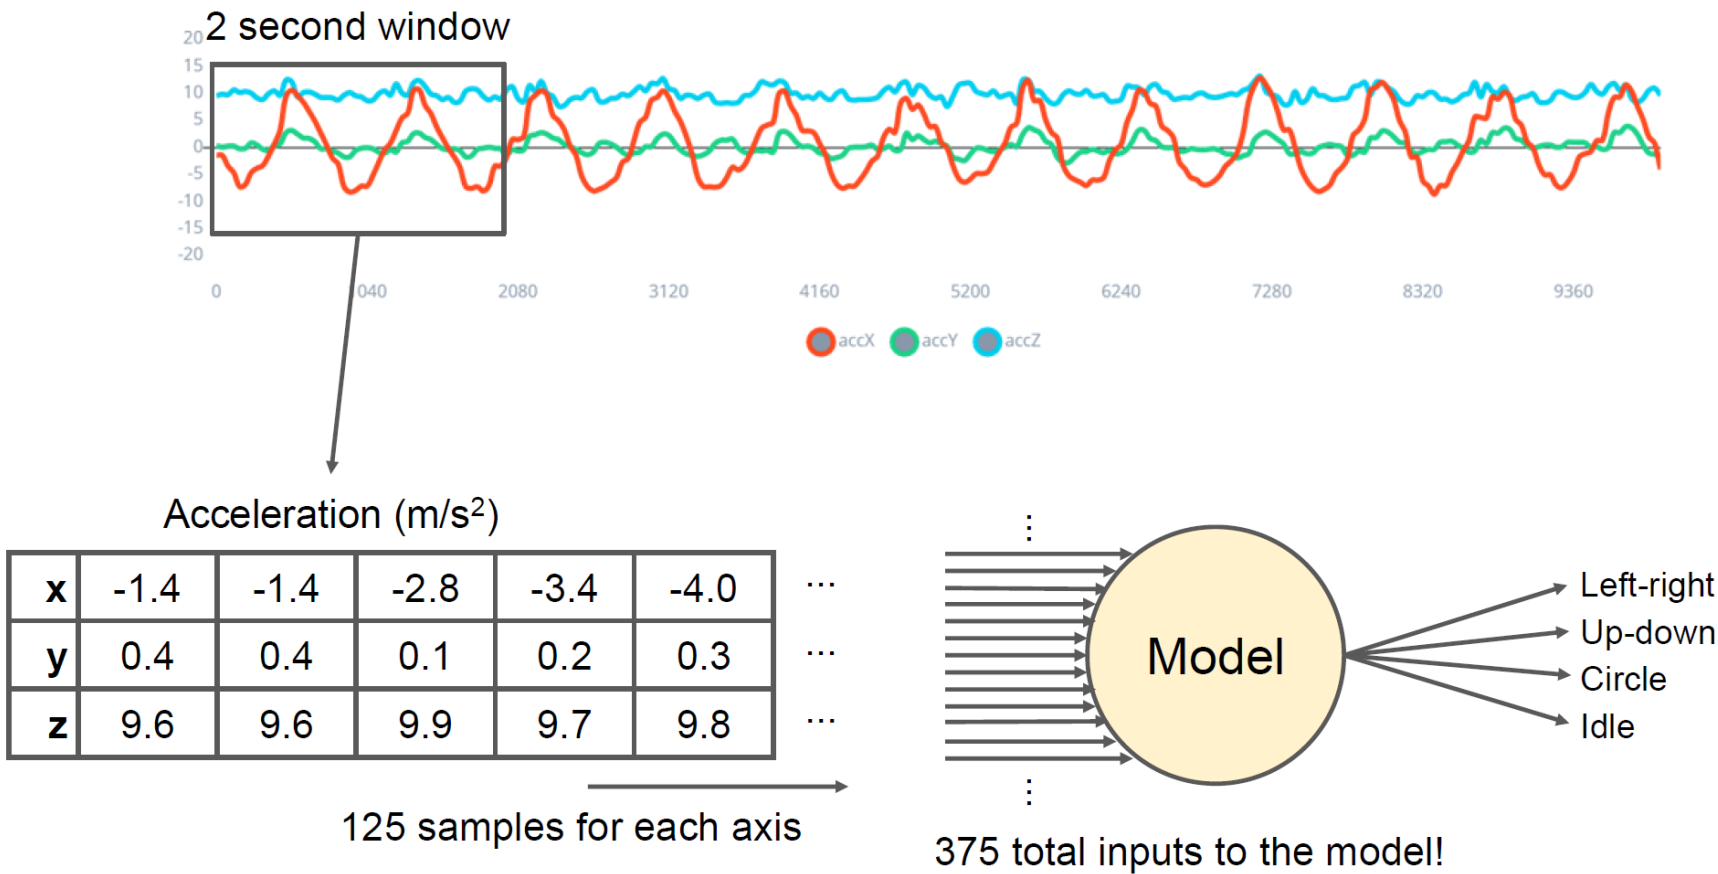 2 second window
20
15
10
5
0
-5
-10
-15
-20
0 040 2080 3120 4160 5200 6240 7280 8320 9360
accX accY accZ
Acceleration (m/s²)
x -1.4 -1.4 -2.8 -3.4 -4.0 ...
y 0.4 0.4 0.1 0.2 0.3 ...
z 9.6 9.6 9.9 9.7 9.8 ...
125 samples for each axis
⋮
Model
⋮
375 total inputs to the model!
Left-right
Up-down
Circle
Idle